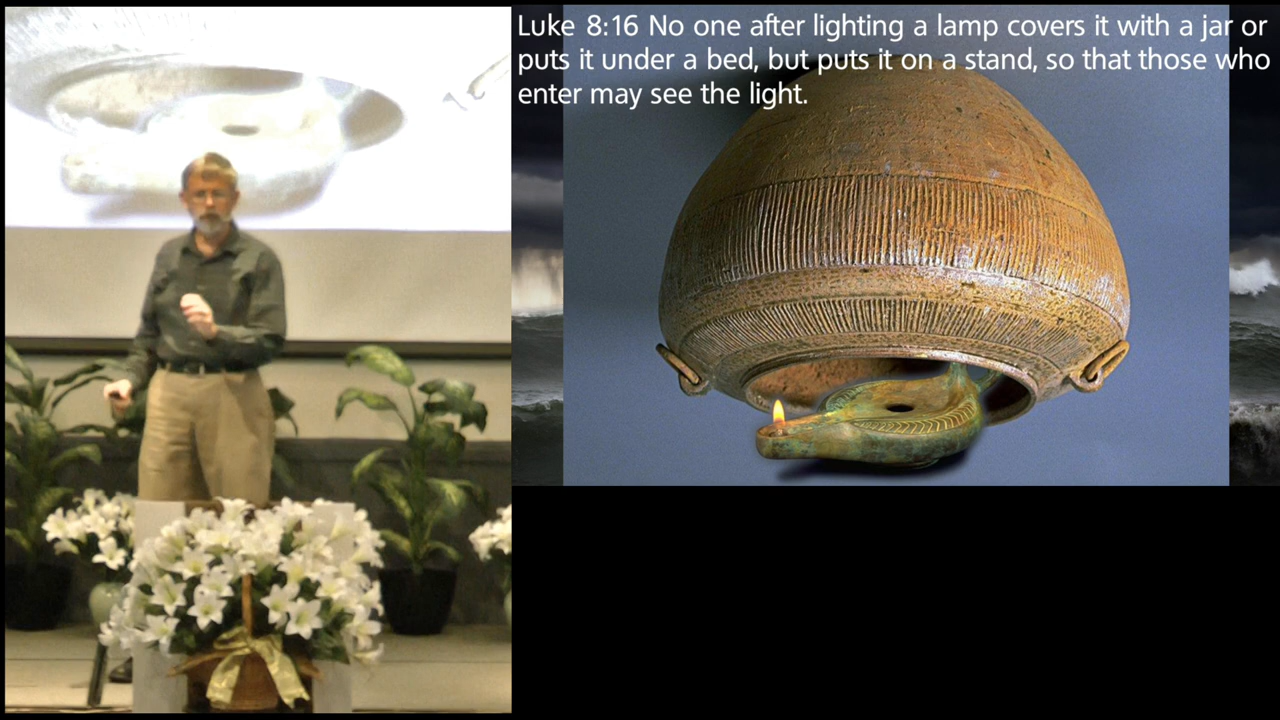 Luke 8:16 No one after lighting a lamp covers it with a jar or
puts it under a bed, but puts it on a stand, so that those who
enter may see the light.